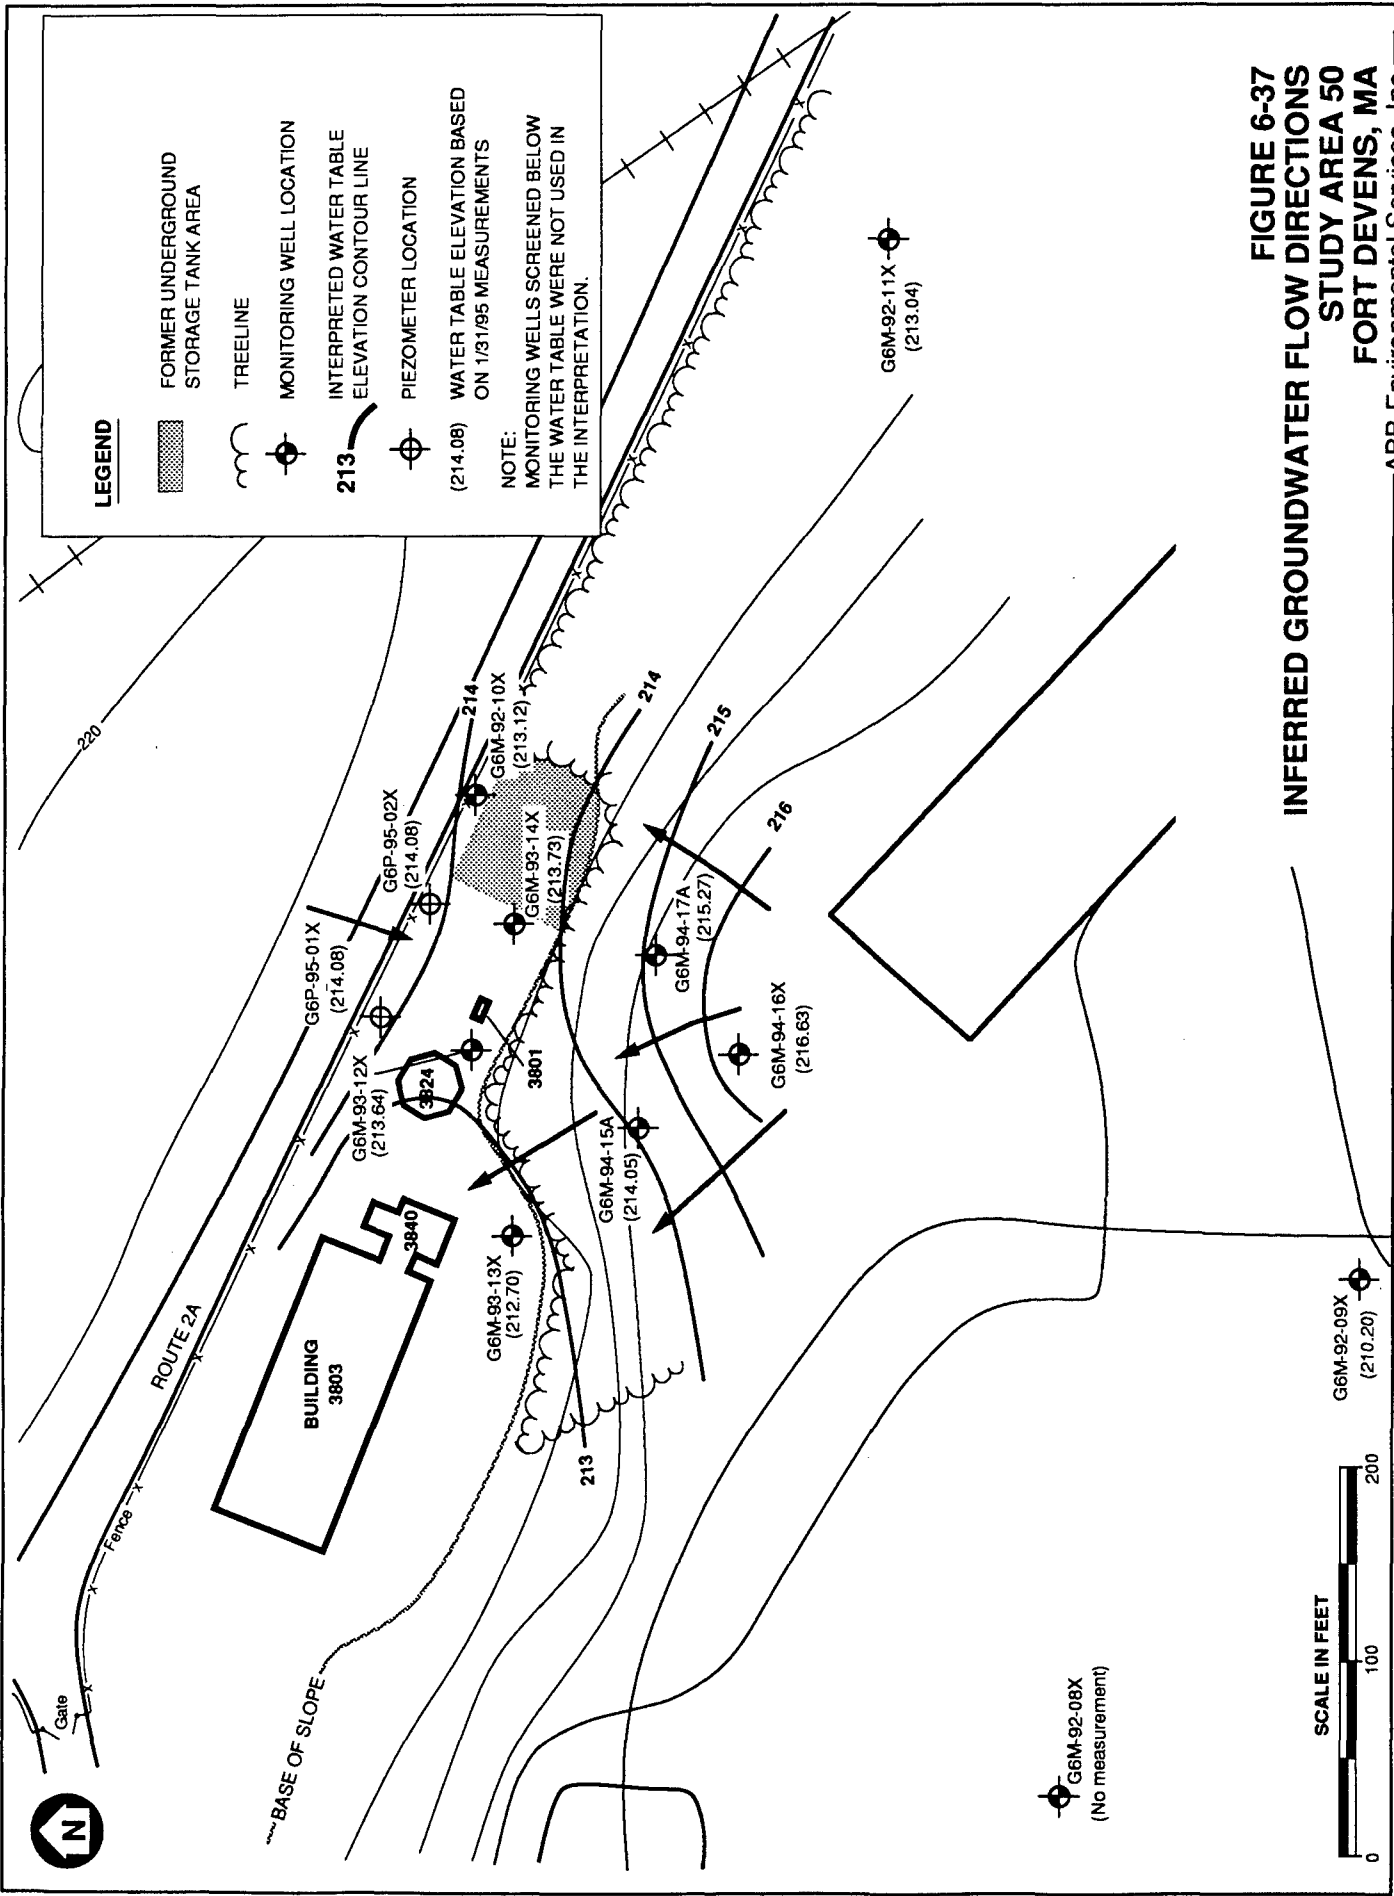 N
Gate
Fence
ROUTE 2A
BASE OF SLOPE
BUILDING
3803
3840
3824
3801
G6M-93-13X
(212.70)
G6M-93-12X
(213.64)
G6P-95-01X
(214.08)
G6P-95-02X
(214.08)
G6M-92-10X
(213.12)
G6M-93-14X
(213.73)
G6M-94-15A
(214.05)
G6M-94-17A
(215.27)
G6M-94-16X
(216.63)
G6M-92-11X
(213.04)
G6M-92-09X
(210.20)
G6M-92-08X
(No measurement)
220
214
214
215
216
213
LEGEND
FORMER UNDERGROUND
STORAGE TANK AREA
TREELINE
MONITORING WELL LOCATION
213
INTERPRETED WATER TABLE
ELEVATION CONTOUR LINE
PIEZOMETER LOCATION
(214.08) WATER TABLE ELEVATION BASED
ON 1/31/95 MEASUREMENTS
NOTE:
MONITORING WELLS SCREENED BELOW
THE WATER TABLE WERE NOT USED IN
THE INTERPRETATION.
SCALE IN FEET
0 100 200
FIGURE 6-37
INFERRED GROUNDWATER FLOW DIRECTIONS
STUDY AREA 50
FORT DEVENS, MA
Environmental Services, Inc.